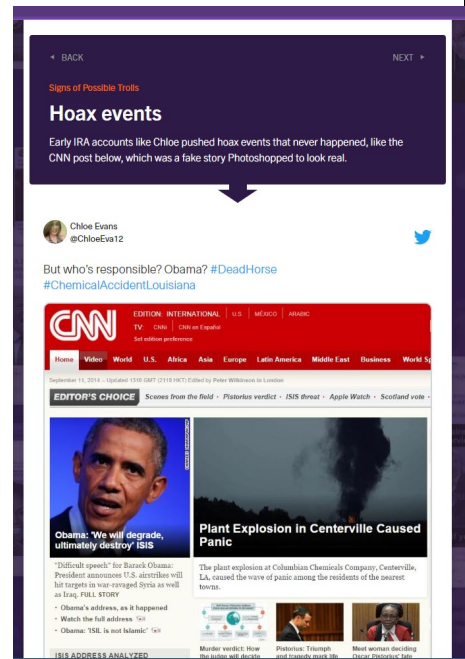 BACK
NEXT
Signs of Possible Trolls
Hoax events
Early IRA accounts like Chloe pushed hoax events that never happened, like the
CNN post below, which was a fake story Photoshopped to look real.
Chloe Evans
@ChloeEva12
But who's responsible? Obama? #DeadHorse
#ChemicalAccidentLouisiana
CNN
EDITION: INTERNATIONAL U.S MÉXICO ARABIC
TV: CNNi CNN en Español
Set edition preference
Home Video World U.S. Africa Asia Europe Latin America Middle East Business World Sp
September 11, 2014 -- Updated 1318 GMT (2118 HKT) Edited by Peter Wilkinson in London
EDITOR'S CHOICE Scenes from the field · Pistorius verdict · ISIS threat · Apple Watch · Scotland vote ·
Obama: 'We will degrade,
ultimately destroy' ISIS
"Difficult speech" for Barack Obama:
President announces U.S. airstrikes will
hit targets in war-ravaged Syria as well
as Iraq. FULL STORY
· Obama's address, as it happened
· Watch the full address
· Obama: 'ISIL is not Islamic'
ISIS ADDRESS ANALYZED
Plant Explosion in Centerville Caused
Panic
The plant explosion at Columbian Chemicals Company, Centerville,
LA, caused the wave of panic among the residents of the nearest
towns.
Murder verdict: How
the judge will decide
Pistorius: Triumph
and tragedy mark life
Meet woman deciding
Oscar Pistorius' fate